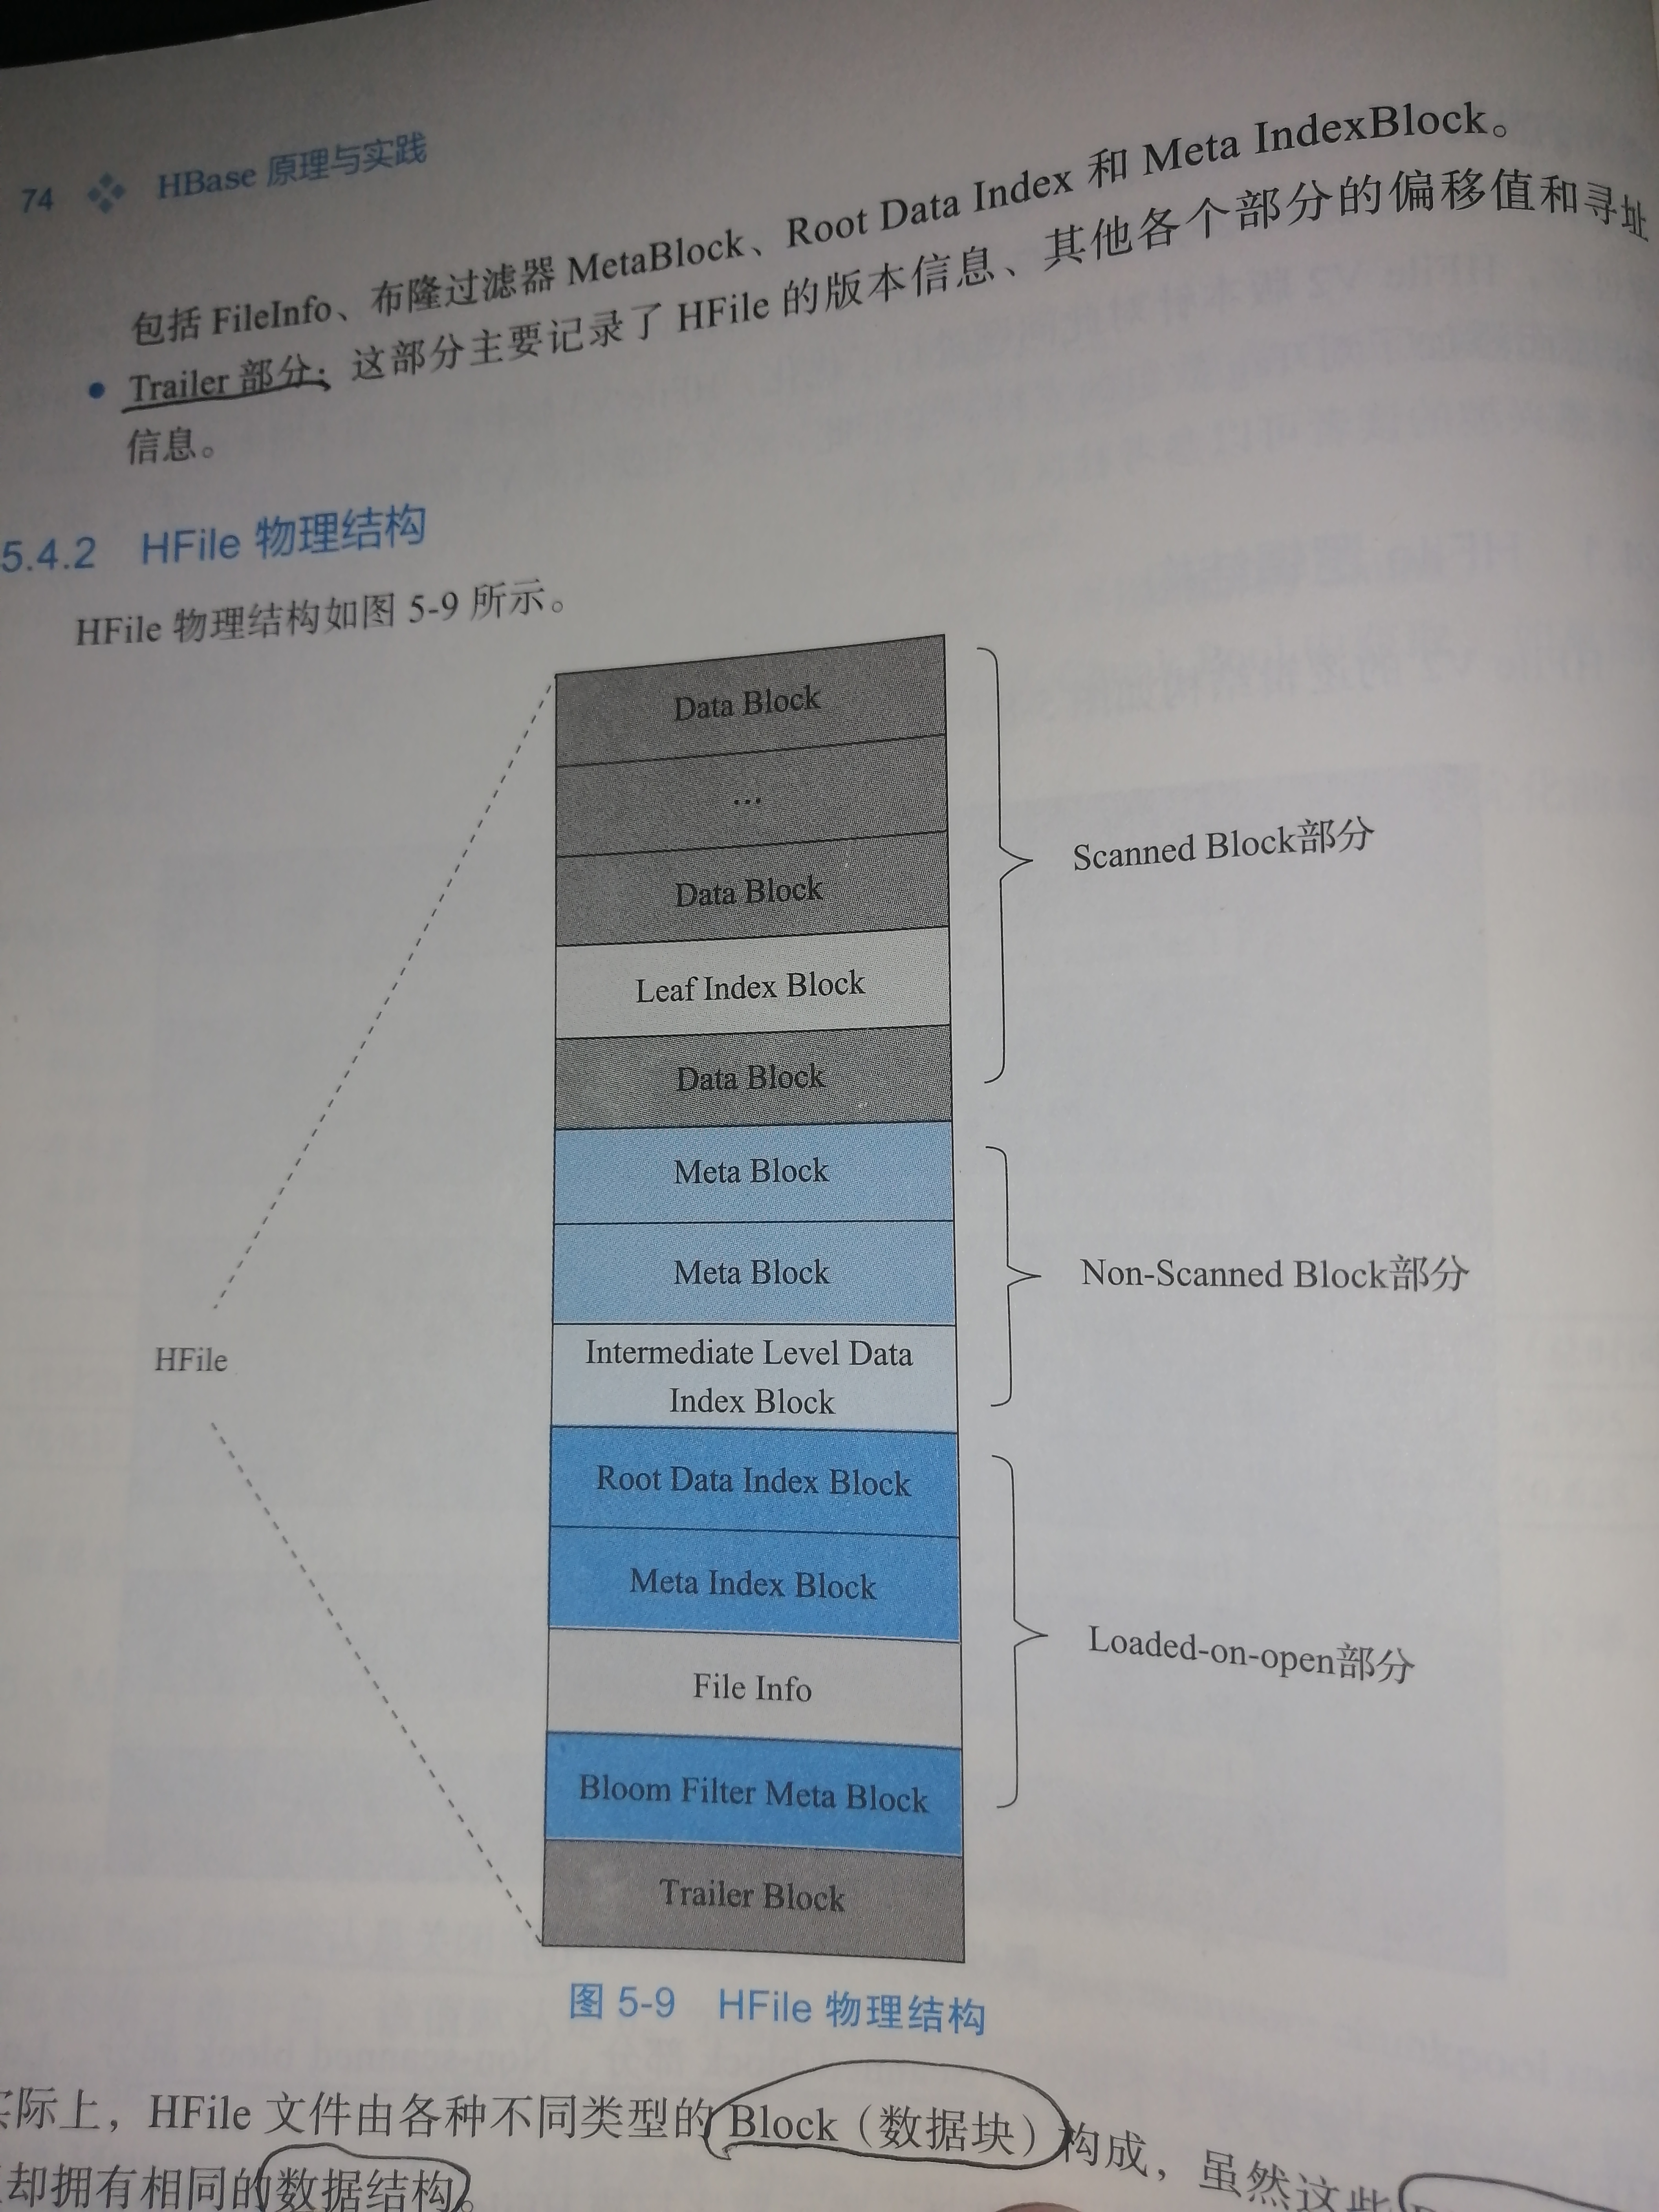 74 HBase 原理与实践
包括 FileInfo、布隆过滤器 MetaBlock、Root Data Index 和 Meta IndexBlock。
• Trailer 部分：这部分主要记录了 HFile 的版本信息、其他各个部分的偏移值和寻址
信息。
5.4.2 HFile 物理结构
HFile 物理结构如图 5-9 所示。
Data Block
...
Data Block
Scanned Block部分
Leaf Index Block
Data Block
Meta Block
Meta Block
Non-Scanned Block部分
HFile
Intermediate Level Data
Index Block
Root Data Index Block
Meta Index Block
Loaded-on-open部分
File Info
Bloom Filter Meta Block
Trailer Block
图 5-9 HFile 物理结构
际上，HFile 文件由各种不同类型的 Block（数据块）构成，虽然这些
却拥有相同的数据结构。